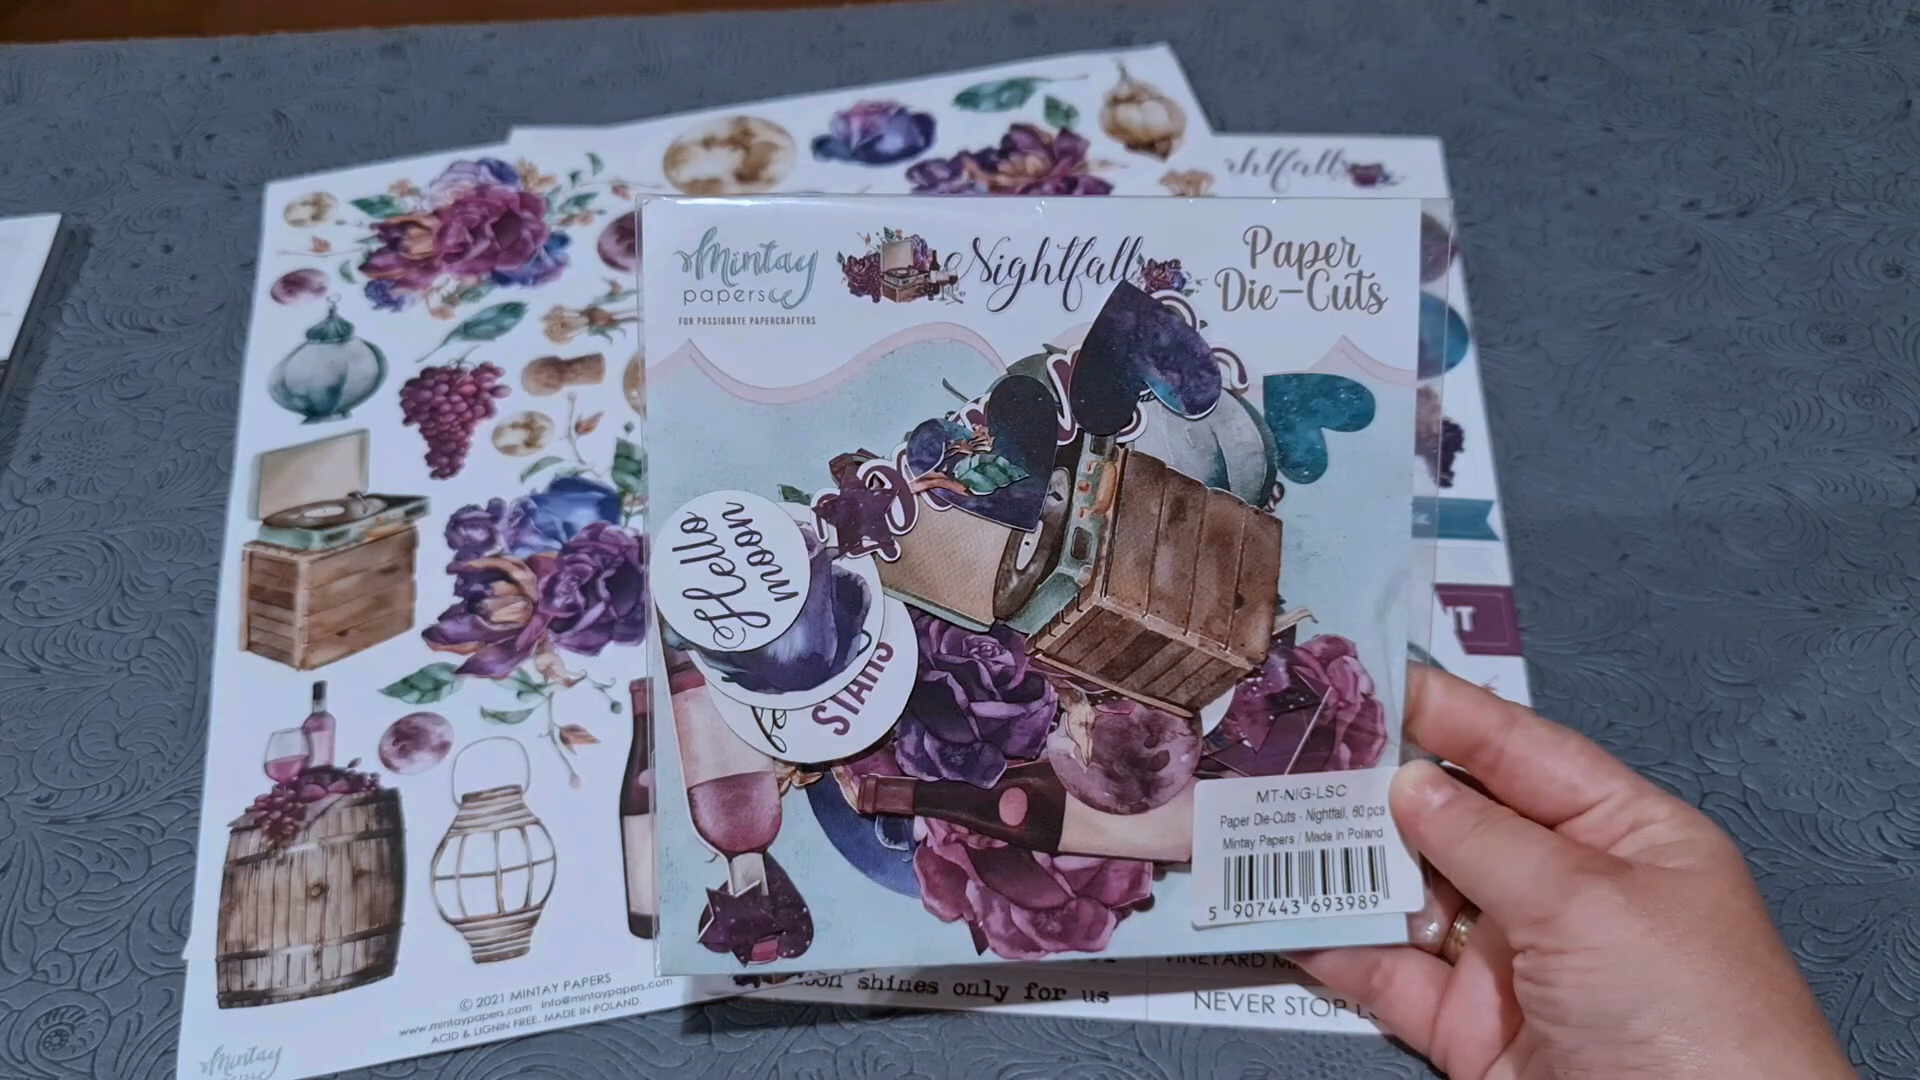 Nightfall
Mintay
papers
FOR PASSIONATE PAPERCRAFTERS
Nightfall
Paper
Die-Cuts
Hello
moon
STARS
MT-NIG-LSC
Paper Die-Cuts - Nightfall, 60 pcs
Mintay Papers / Made in Poland
5 907443 693989
shines only for us
VINEYARD
NEVER STOP
© 2021 MINTAY PAPERS
www.mintaypapers.com info@mintaypapers.com
ACID & LIGNIN FREE. MADE IN POLAND.
Mintay